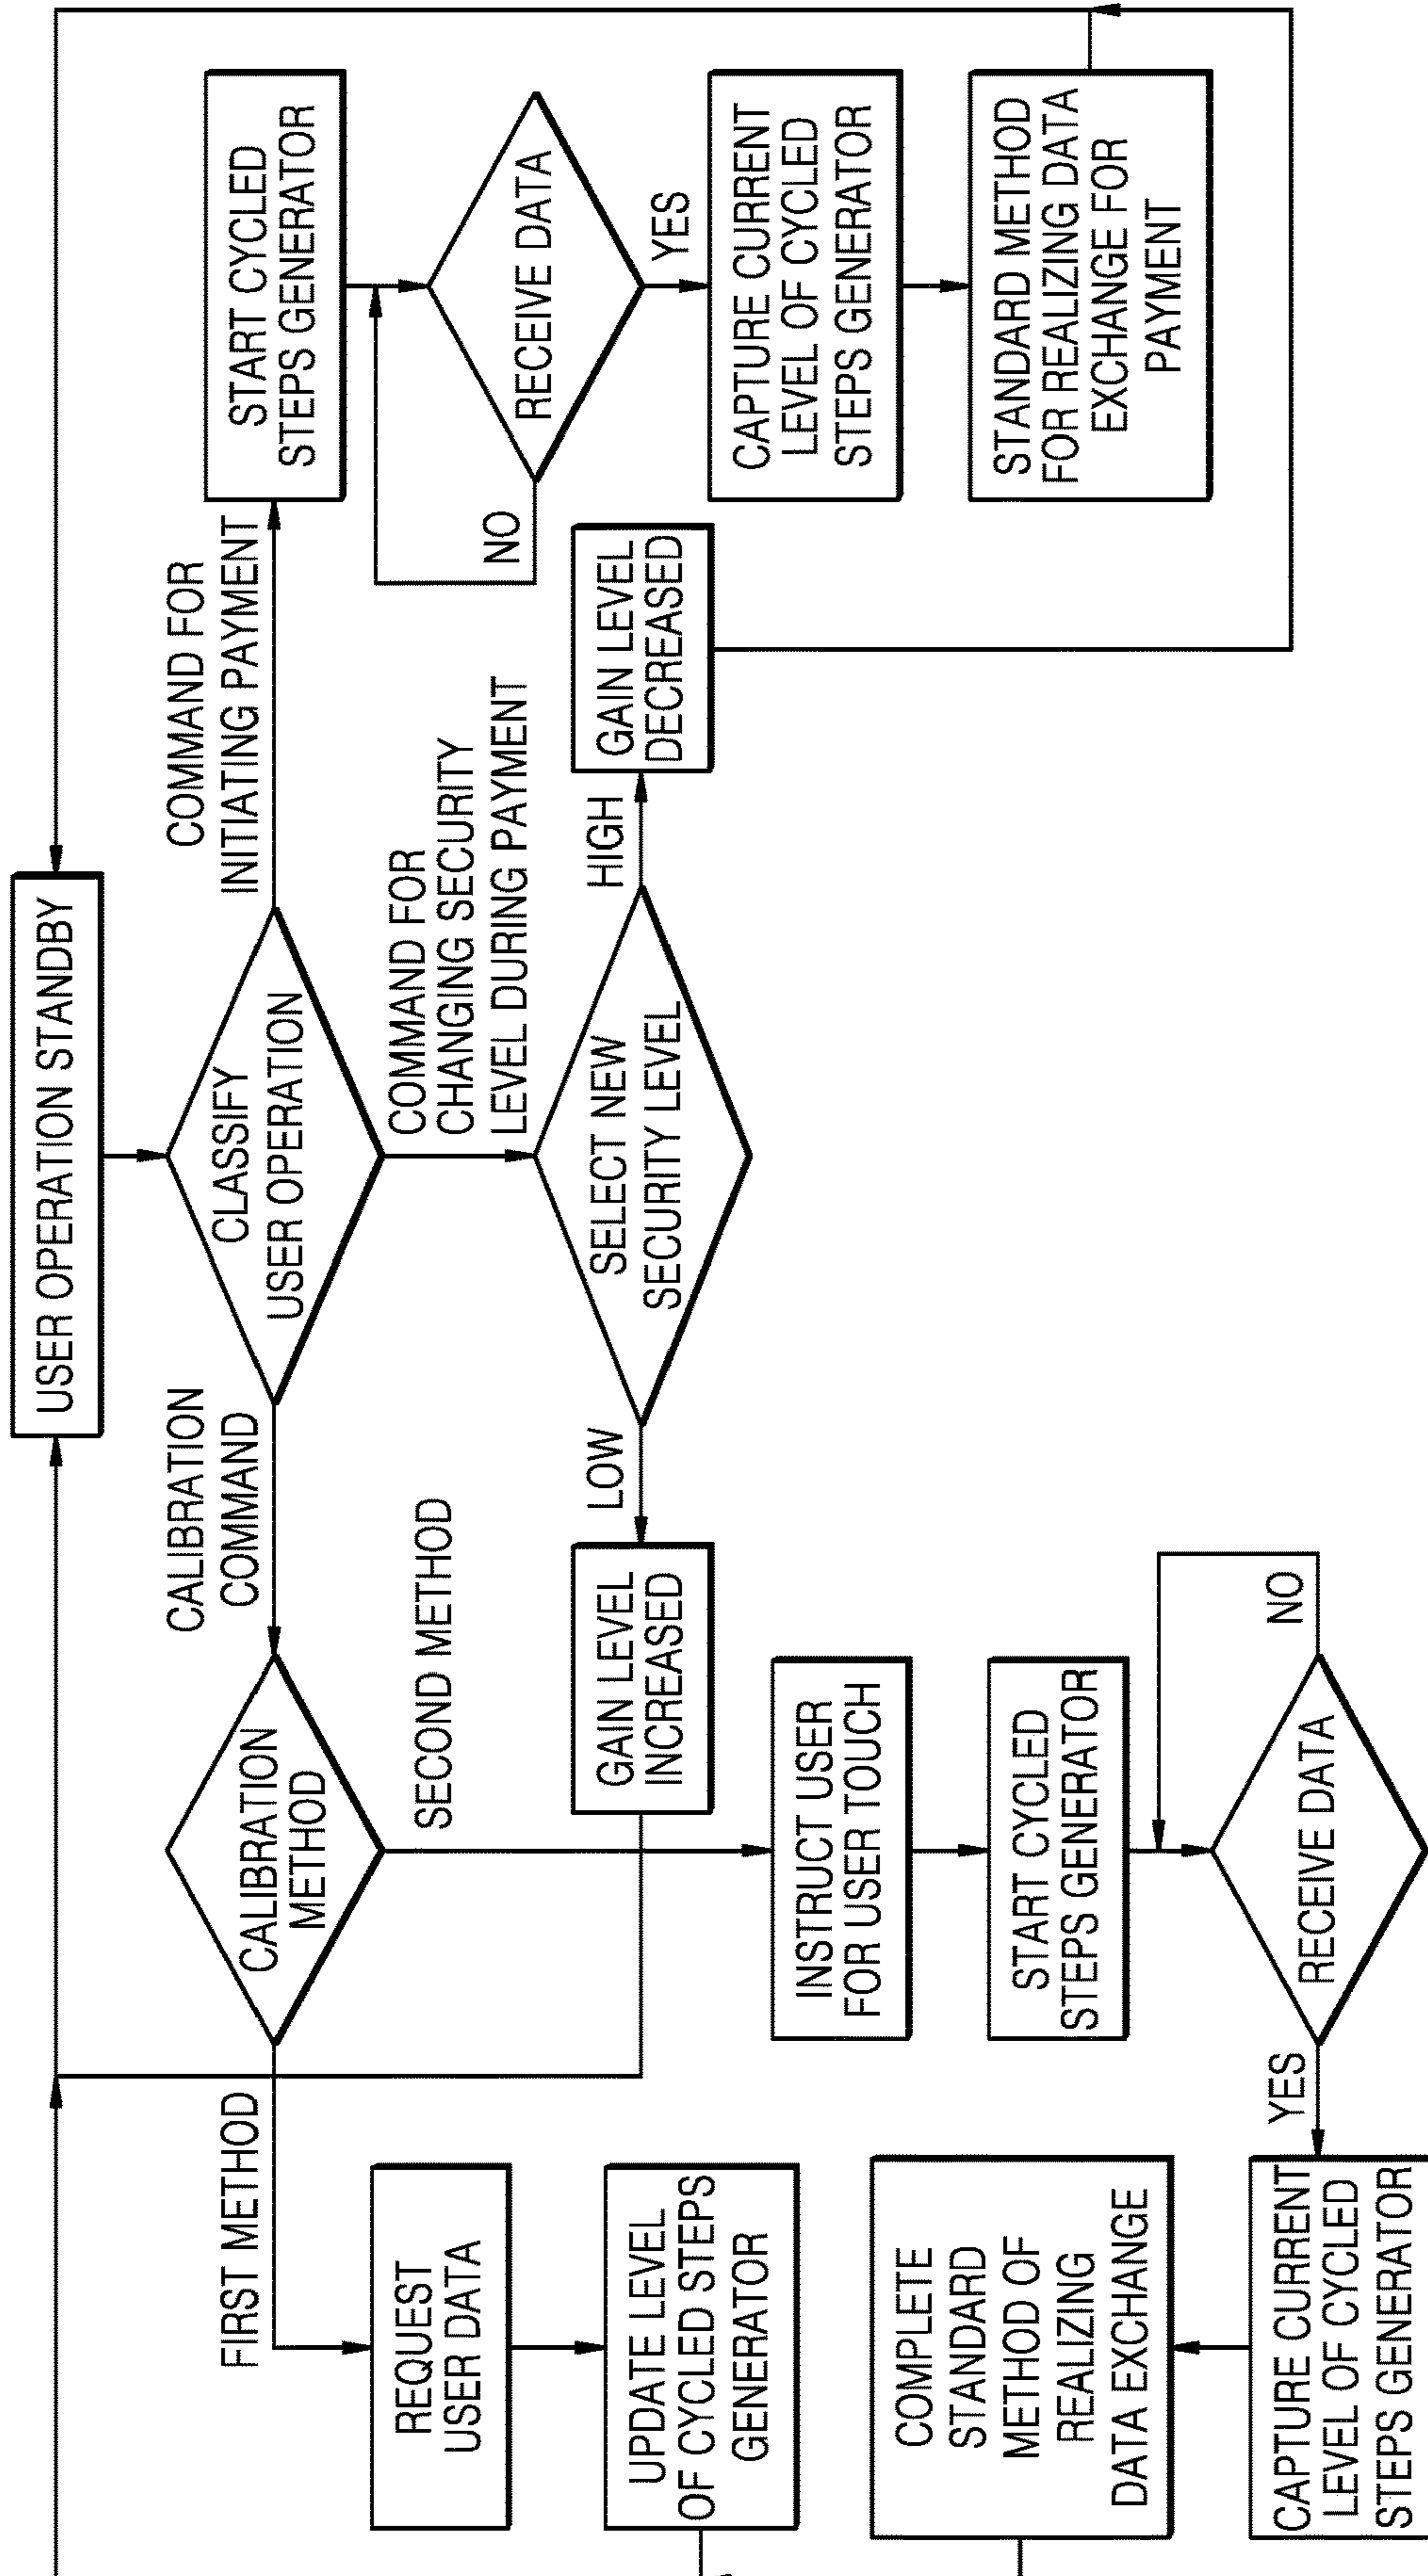 USER OPERATION STANDBY
CALIBRATION
COMMAND
CLASSIFY
USER OPERATION
COMMAND FOR
INITIATING PAYMENT
FIRST METHOD
CALIBRATION
METHOD
SECOND METHOD
COMMAND FOR
CHANGING SECURITY
LEVEL DURING PAYMENT
START CYCLED
STEPS GENERATOR
REQUEST
USER DATA
LOW
SELECT NEW
SECURITY LEVEL
HIGH
NO
RECEIVE DATA
YES
UPDATE LEVEL
OF CYCLED STEPS
GENERATOR
GAIN LEVEL
INCREASED
GAIN LEVEL
DECREASED
CAPTURE CURRENT
LEVEL OF CYCLED
STEPS GENERATOR
INSTRUCT USER
FOR USER TOUCH
COMPLETE
STANDARD
METHOD OF
REALIZING
DATA EXCHANGE
START CYCLED
STEPS GENERATOR
STANDARD METHOD
FOR REALIZING DATA
EXCHANGE FOR
PAYMENT
YES
RECEIVE DATA
NO
CAPTURE CURRENT
LEVEL OF CYCLED
STEPS GENERATOR